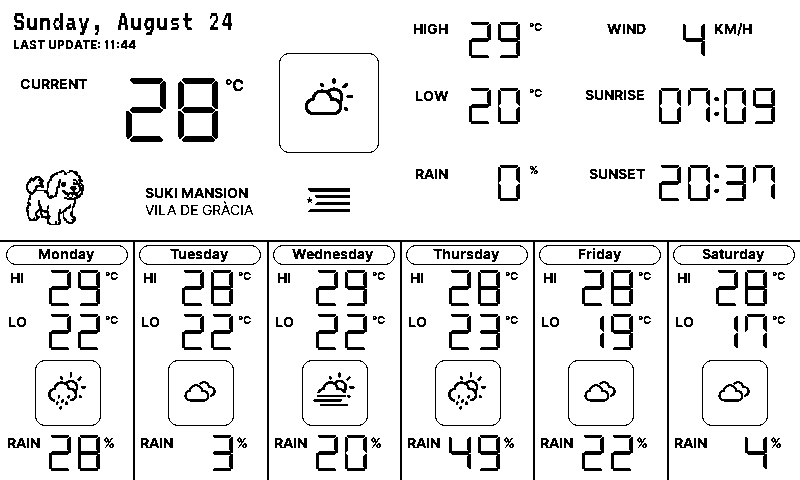 Sunday, August 24
LAST UPDATE: 11:44
CURRENT 28 °C
HIGH 29 °C
WIND 4 KM/H
LOW 20 °C
SUNRISE 07:09
RAIN 0 %
SUNSET 20:37
SUKI MANSION
VILA DE GRÀCIA
Monday
HI 29 °C
LO 22 °C
RAIN 28 %
Tuesday
HI 28 °C
LO 22 °C
RAIN 3 %
Wednesday
HI 29 °C
LO 22 °C
RAIN 20 %
Thursday
HI 28 °C
LO 23 °C
RAIN 49 %
Friday
HI 28 °C
LO 19 °C
RAIN 22 %
Saturday
HI 28 °C
LO 17 °C
RAIN 4 %